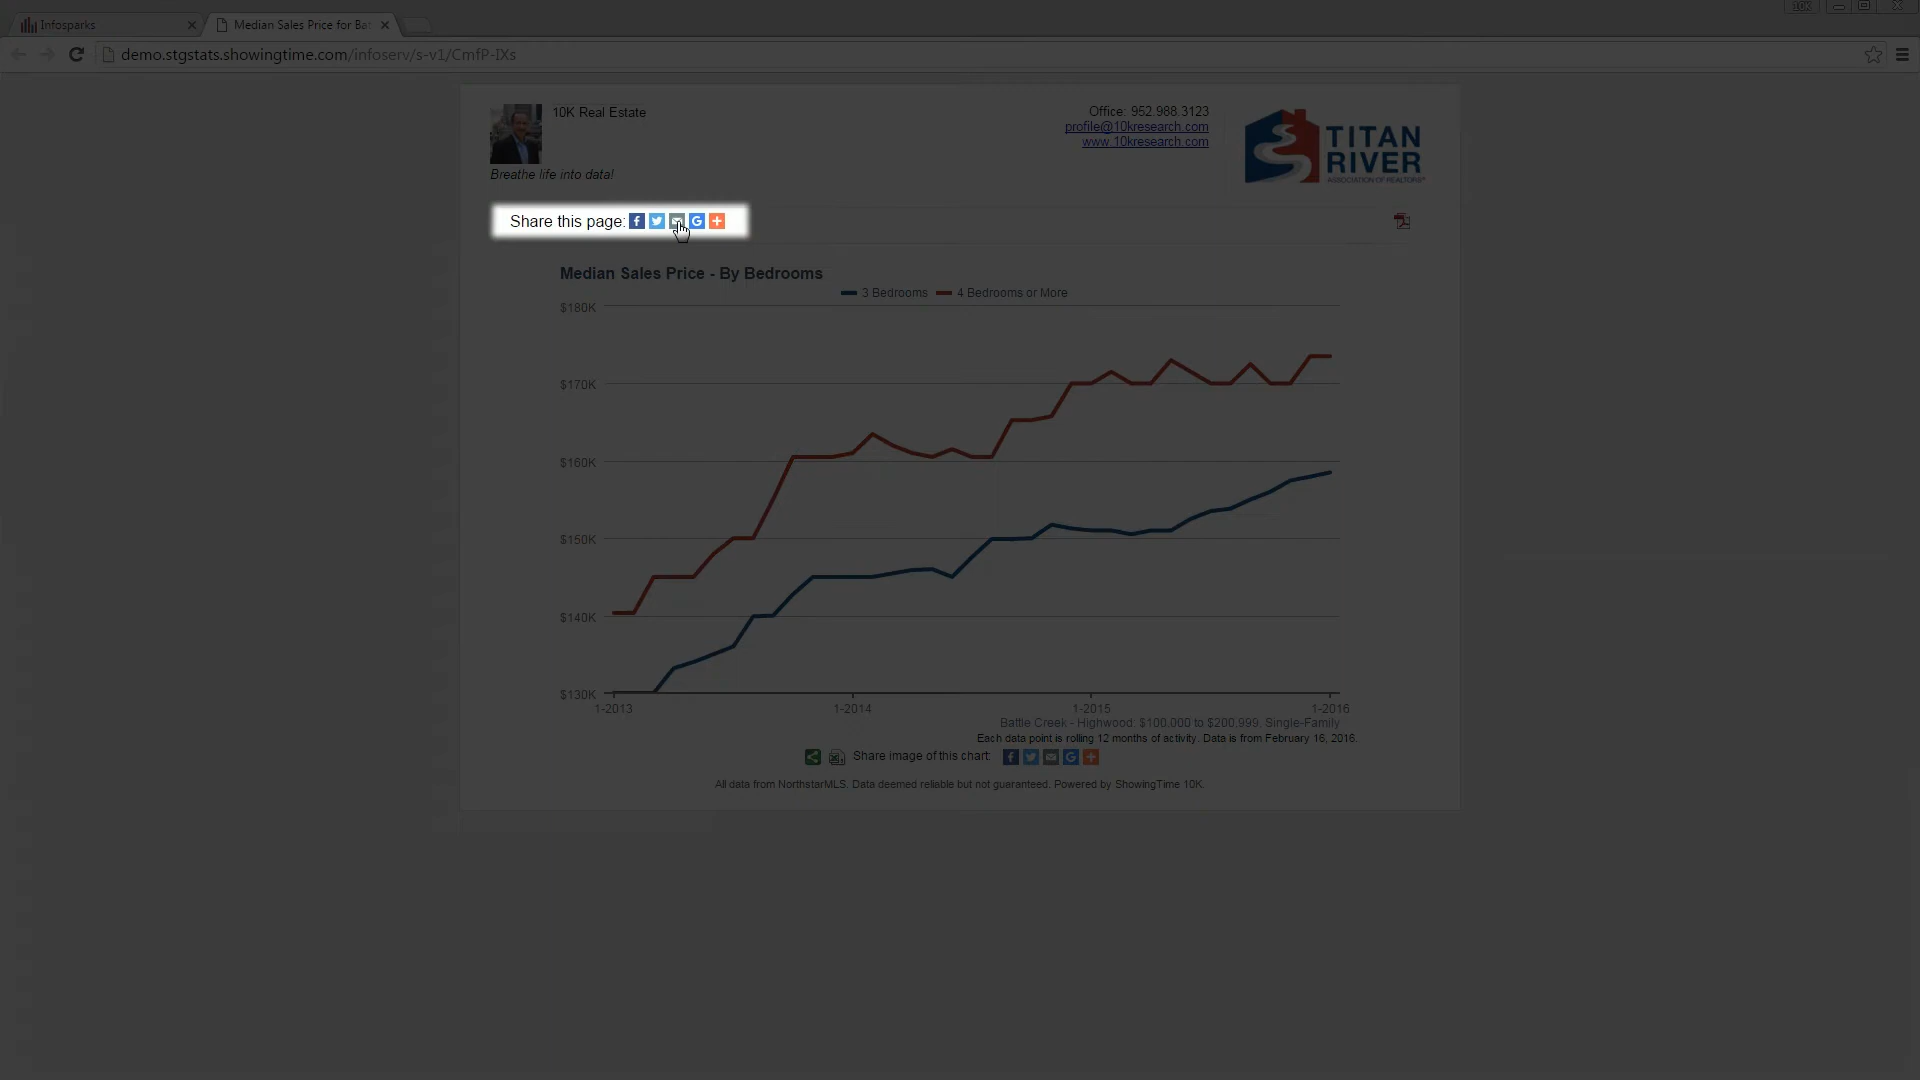 Infosparks
Median Sales Price for Bat
10K
demo.stgstats.showingtime.com/infoserv/s-v1/CmfP-IXs
10K Real Estate
Breathe life into data!
Office: 952.988.3123
profile@10kresearch.com
www.10kresearch.com
TITAN
RIVER
ASSOCIATION OF REALTORS®
Share this page:
Median Sales Price - By Bedrooms
3 Bedrooms 4 Bedrooms or More
$180K
$170K
$160K
$150K
$140K
$130K
1-2013 1-2014 1-2015 1-2016
Battle Creek - Highwood: $100,000 to $200,999, Single-Family
Each data point is rolling 12 months of activity. Data is from February 16, 2016.
Share image of this chart:
All data from NorthstarMLS. Data deemed reliable but not guaranteed. Powered by ShowingTime 10K.